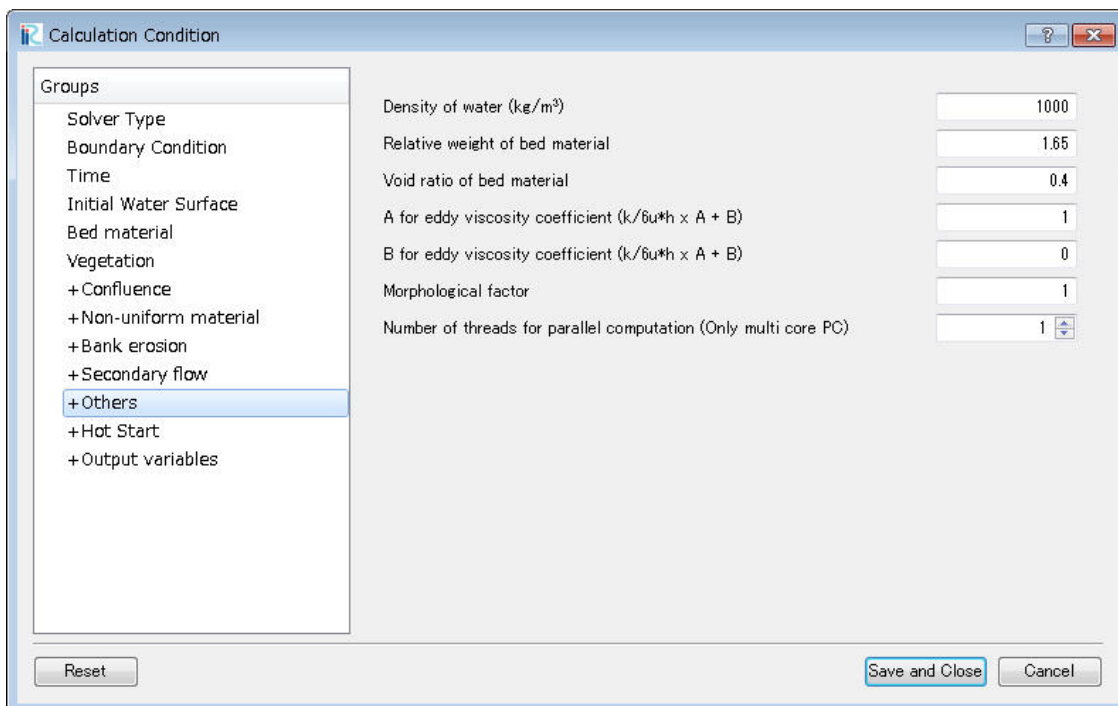 Calculation Condition
Groups
Solver Type
Boundary Condition
Time
Initial Water Surface
Bed material
Vegetation
+Confluence
+Non-uniform material
+Bank erosion
+Secondary flow
+Others
+Hot Start
+Output variables
Density of water (kg/m³) 1000
Relative weight of bed material 1.65
Void ratio of bed material 0.4
A for eddy viscosity coefficient (k/6u*h x A + B) 1
B for eddy viscosity coefficient (k/6u*h x A + B) 0
Morphological factor 1
Number of threads for parallel computation (Only multi core PC) 1
Reset Save and Close Cancel